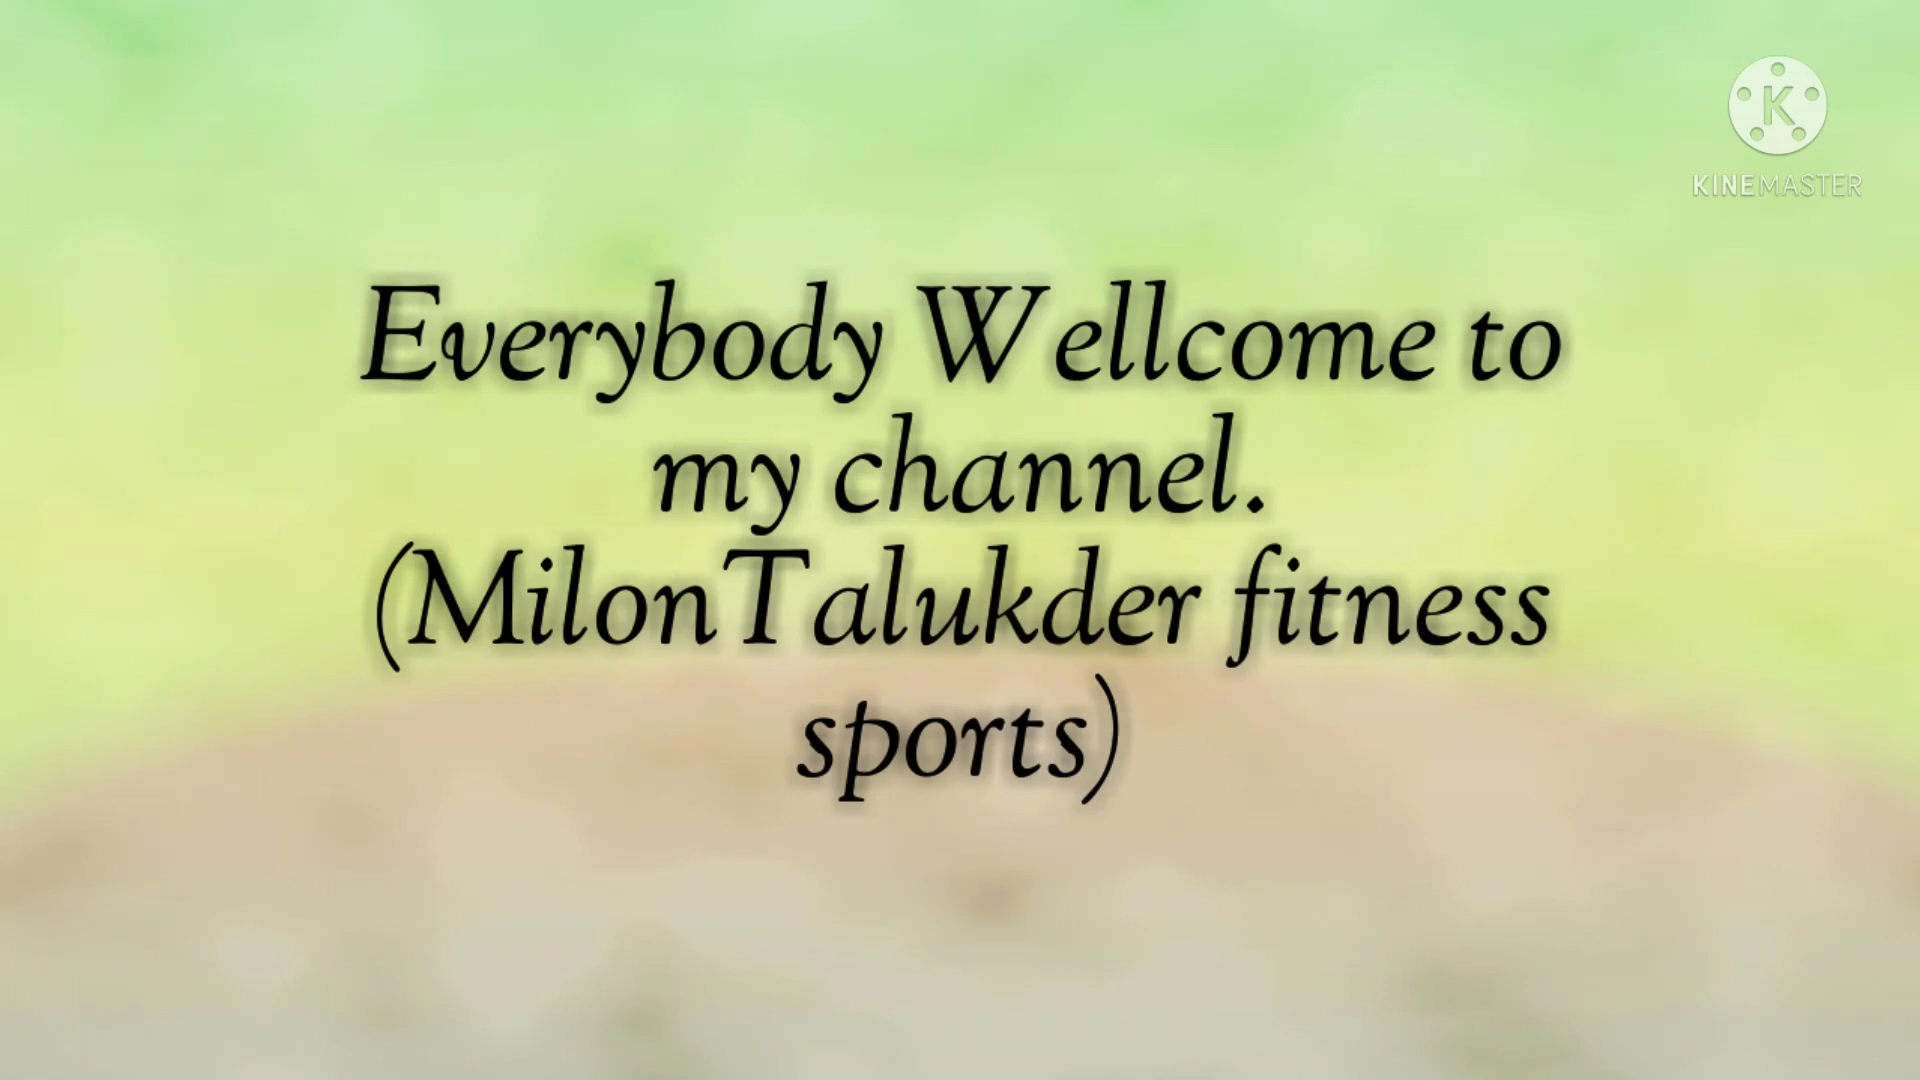 K
KINEMASTER
Everybody Wellcome to
my channel.
(MilonTalukder fitness
sports)